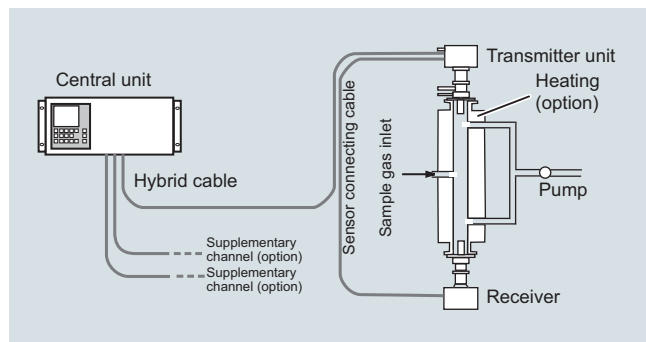 Central unit
Transmitter unit
Heating
(option)
Sensor connecting cable
Sample gas inlet
Hybrid cable
Pump
Supplementary
channel (option)
Supplementary
channel (option)
Receiver